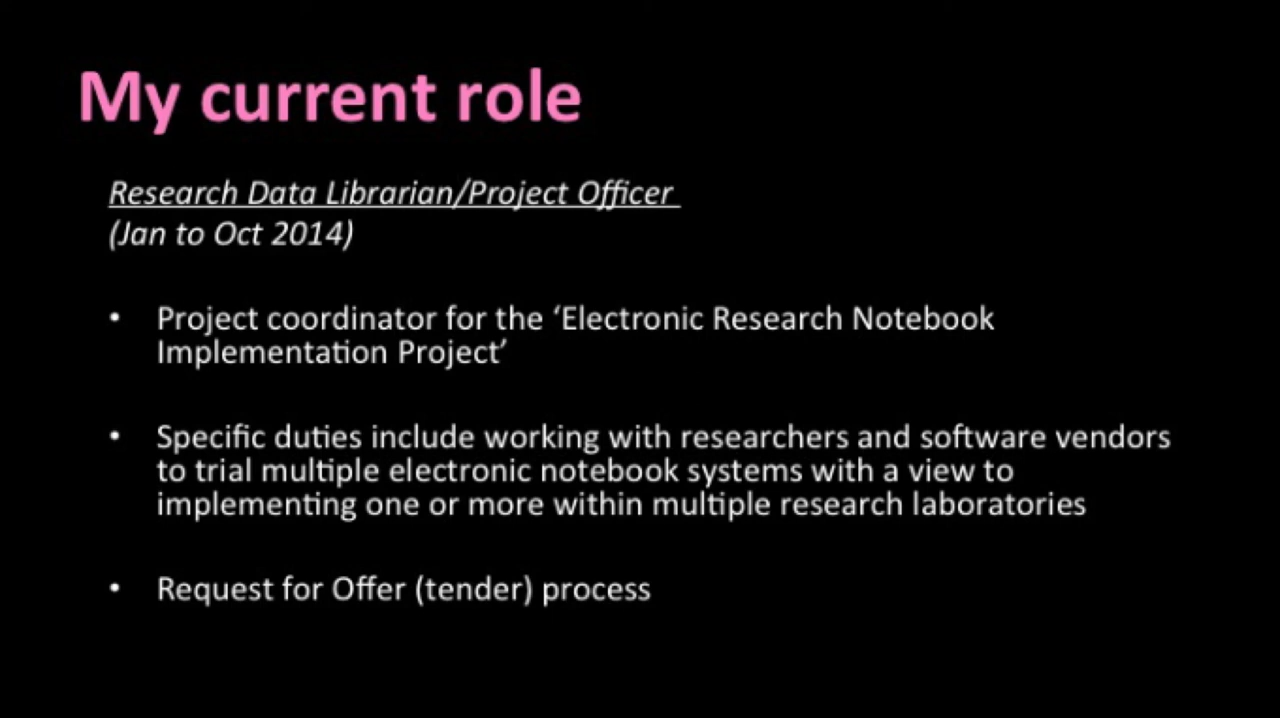 My current role
Research Data Librarian/Project Officer
(Jan to Oct 2014)
• Project coordinator for the ‘Electronic Research Notebook
Implementation Project’
• Specific duties include working with researchers and software vendors
to trial multiple electronic notebook systems with a view to
implementing one or more within multiple research laboratories
• Request for Offer (tender) process